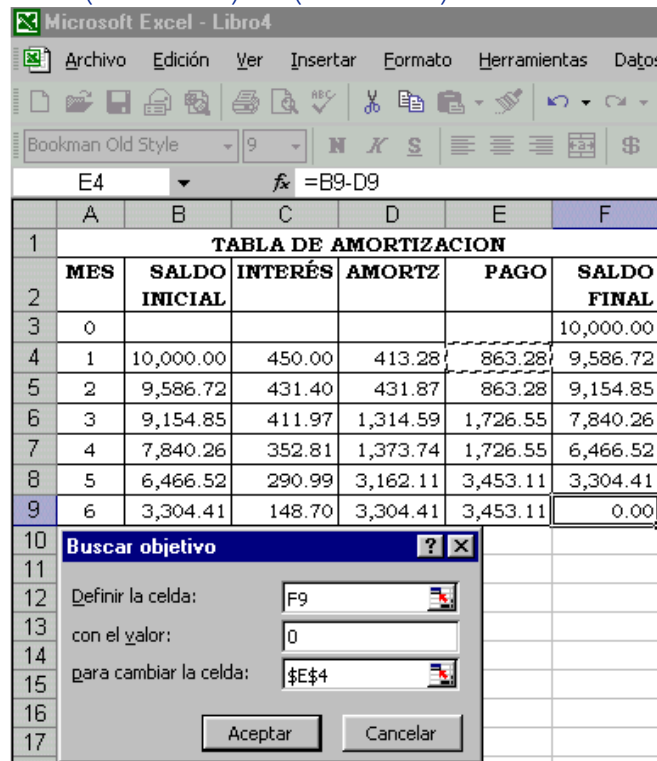 Microsoft Excel - Libro4
Archivo Edición Ver Insertar Formato Herramientas Datos
ABC
Bookman Old Style 9 N K S $
E4 fx =B9-D9
A B C D E F
1 TABLA DE AMORTIZACION
MES SALDO INTERÉS AMORTZ PAGO SALDO
2 INICIAL FINAL
3 0 10,000.00
4 1 10,000.00 450.00 413.28 863.28 9,586.72
5 2 9,586.72 431.40 431.87 863.28 9,154.85
6 3 9,154.85 411.97 1,314.59 1,726.55 7,840.26
7 4 7,840.26 352.81 1,373.74 1,726.55 6,466.52
8 5 6,466.52 290.99 3,162.11 3,453.11 3,304.41
9 6 3,304.41 148.70 3,304.41 3,453.11 0.00
10 Buscar objetivo ? ×
11
12 Definir la celda: F9
13 con el valor: 0
14
15 para cambiar la celda: $E$4
16
17 Aceptar Cancelar